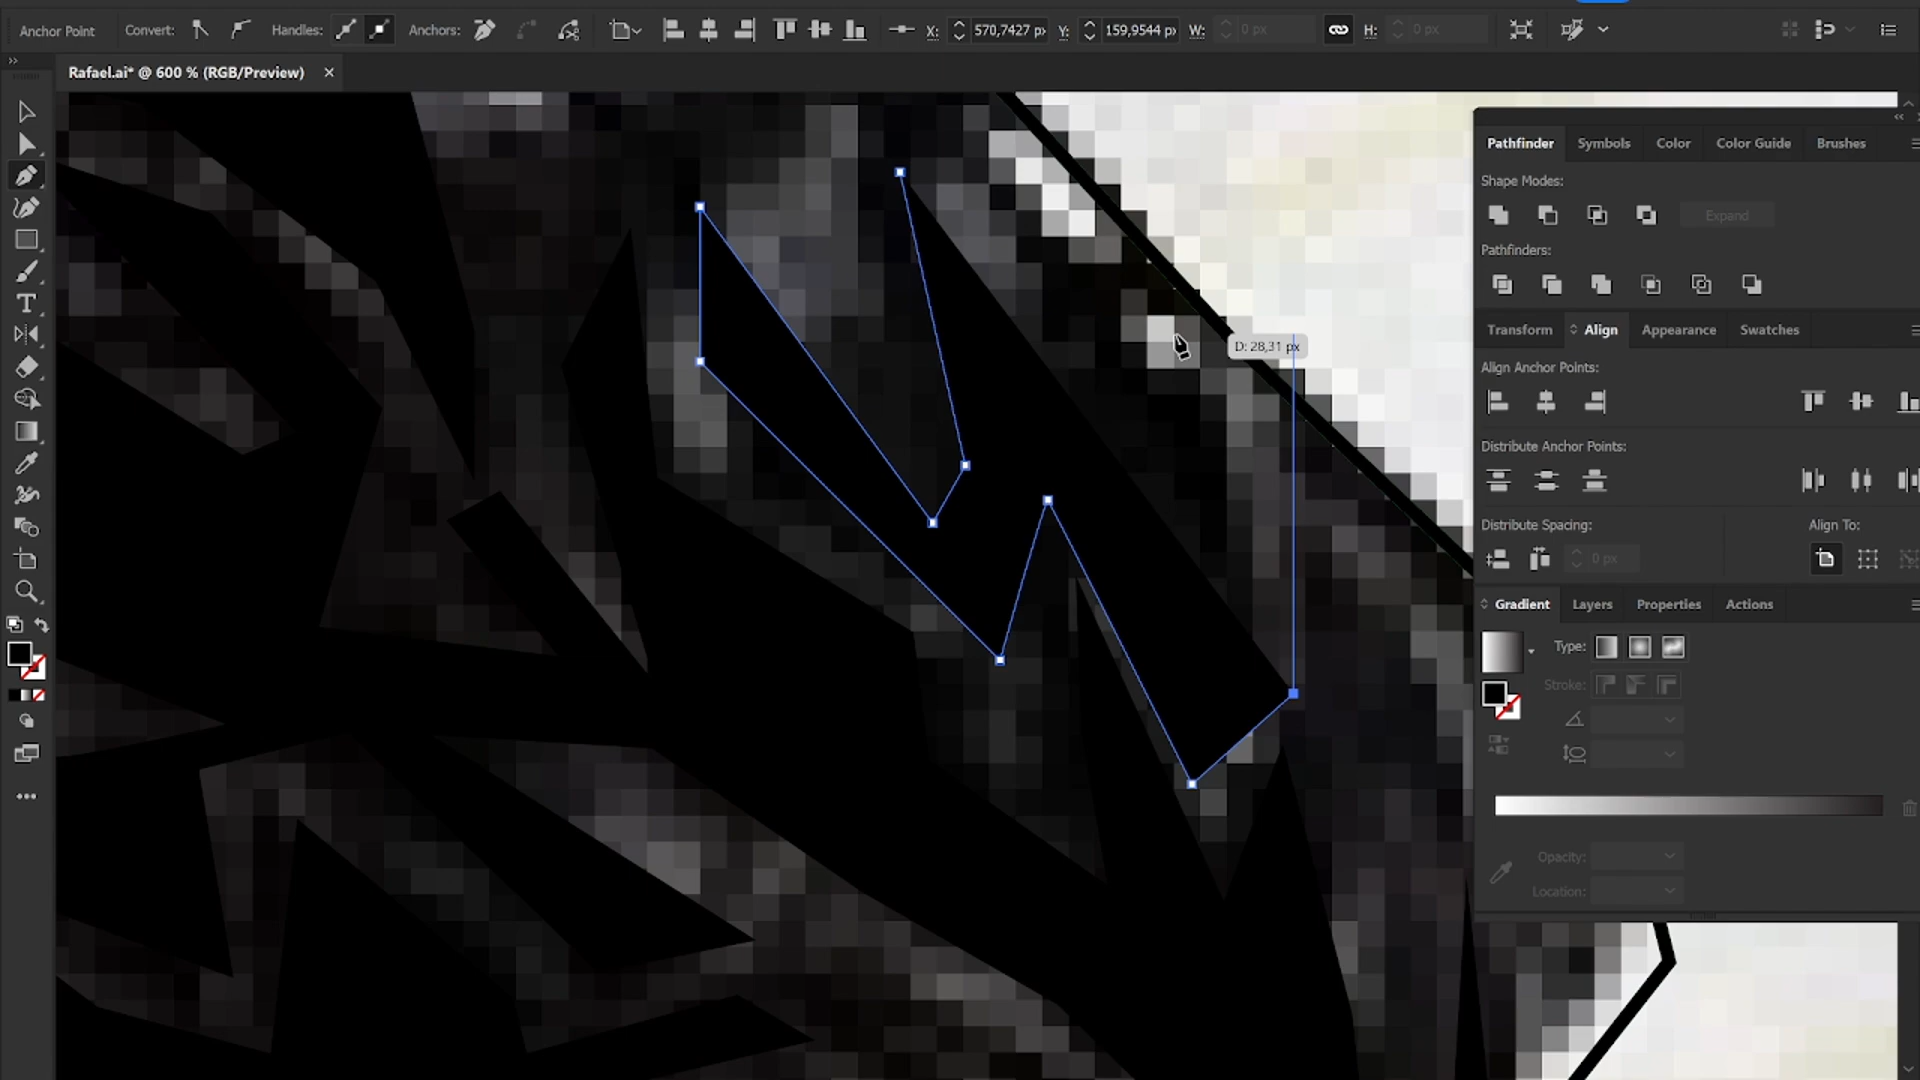 Anchor Point Convert: Handles: Anchors: X: 570,7427 px Y: 159,9544 px W: 0 px H: 0 px
Rafael.ai* @ 600 % (RGB/Preview) ×
Pathfinder Symbols Color Color Guide Brushes
Shape Modes:
Expand
Pathfinders:
Transform Align Appearance Swatches
D: 28,31 px
Align Anchor Points:
Distribute Anchor Points:
Distribute Spacing: Align To:
0 px
Gradient Layers Properties Actions
Type:
Stroke:
Opacity:
Location: